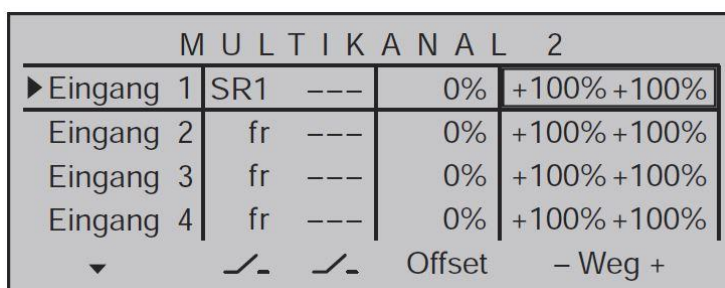 MULTIKANAL 2
Eingang 1 SR1 --- 0% +100% +100%
Eingang 2 fr --- 0% +100% +100%
Eingang 3 fr --- 0% +100% +100%
Eingang 4 fr --- 0% +100% +100%
Offset – Weg +